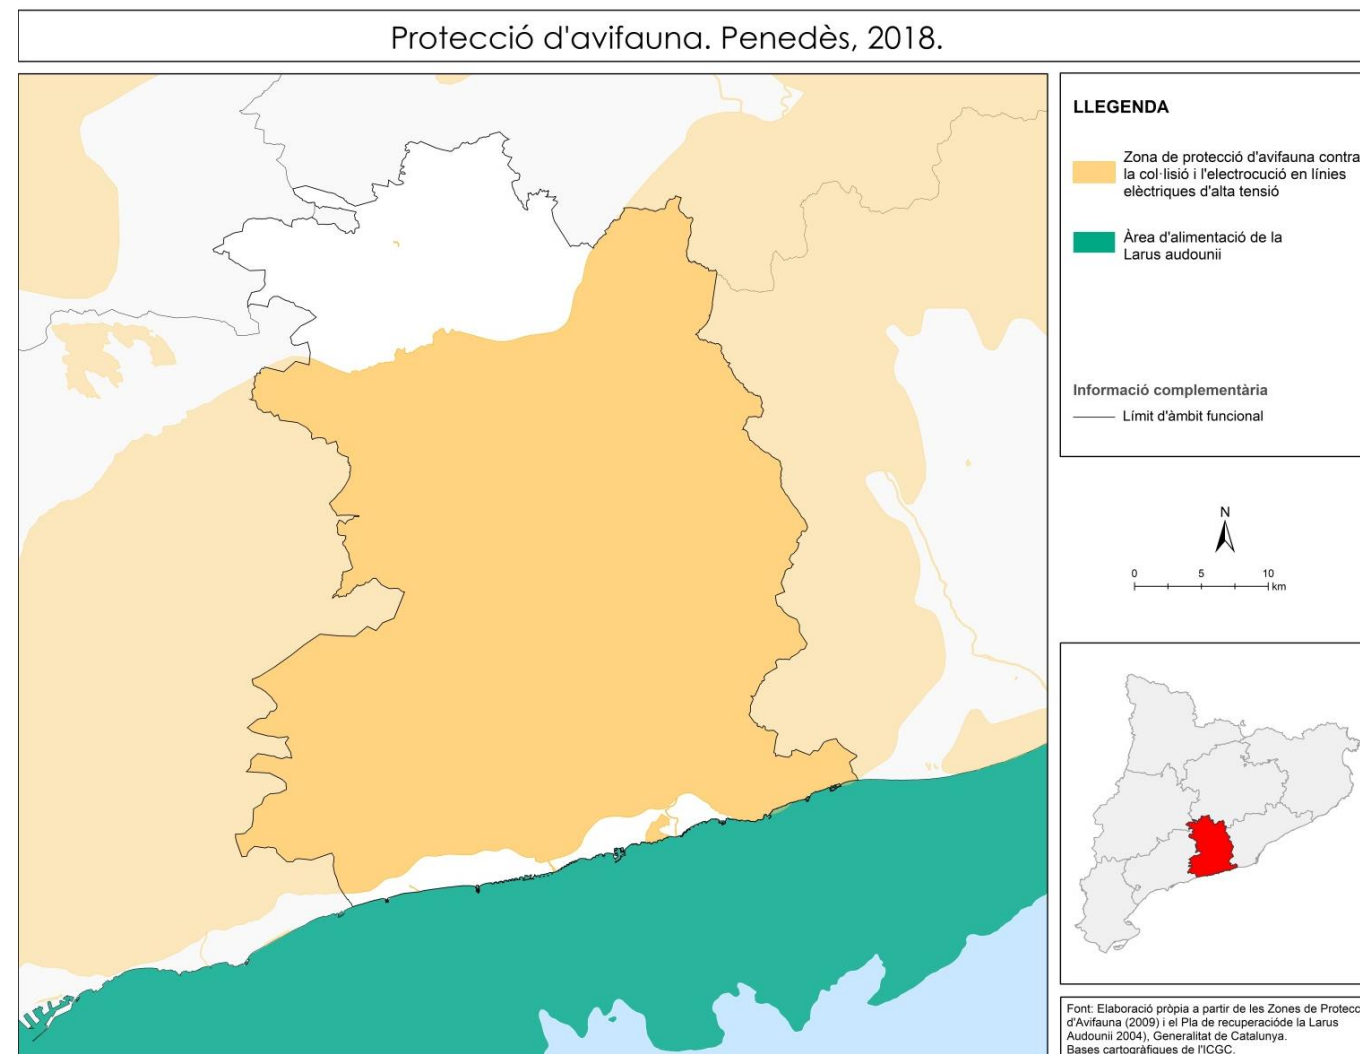 Protecció d'avifauna. Penedès, 2018.
LLEGENDA
Zona de protecció d'avifauna contra
la col·lisió i l'electrocució en línies
elèctriques d'alta tensió
Àrea d'alimentació de la
Larus audounii
Informació complementària
Límit d'àmbit funcional
N
0 5 10
km
Font: Elaboració pròpia a partir de les Zones de Protecc
d'Avifauna (2009) i el Pla de recuperacióde la Larus
Audounii 2004), Generalitat de Catalunya.
Bases cartogràfiques de l'ICGC.